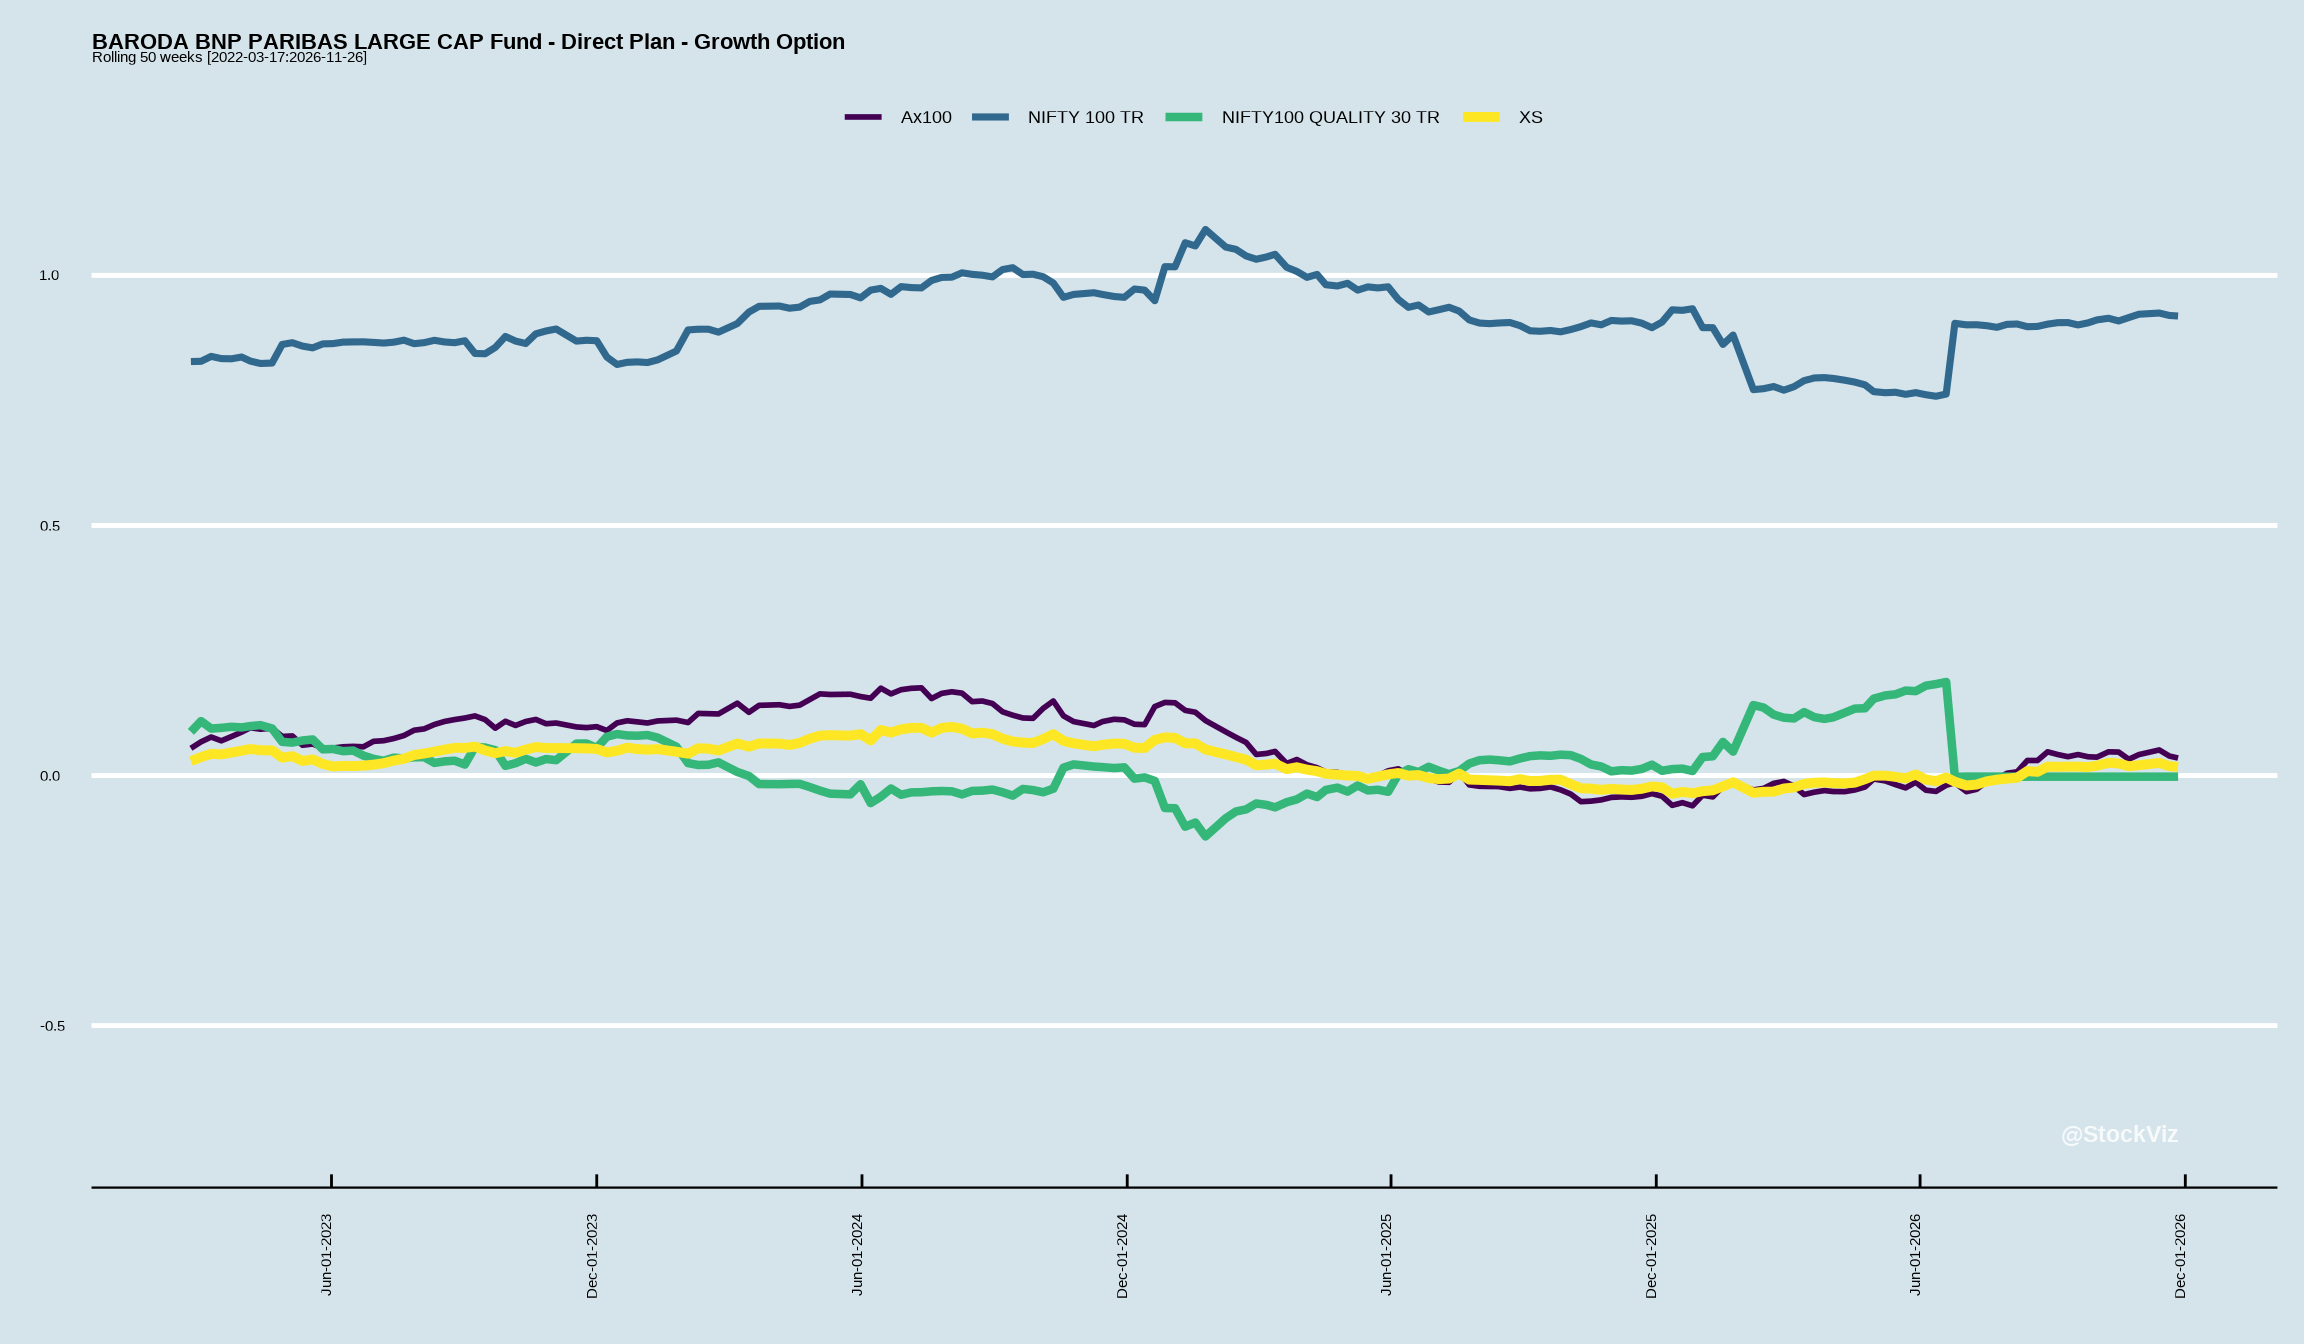 BARODA BNP PARIBAS LARGE CAP Fund - Direct Plan - Growth Option
Rolling 50 weeks [2022-03-17:2026-11-26]
Ax100 NIFTY 100 TR NIFTY100 QUALITY 30 TR XS
1.0
0.5
0.0
-0.5
@StockViz
Jun-01-2023
Dec-01-2023
Jun-01-2024
Dec-01-2024
Jun-01-2025
Dec-01-2025
Jun-01-2026
Dec-01-2026